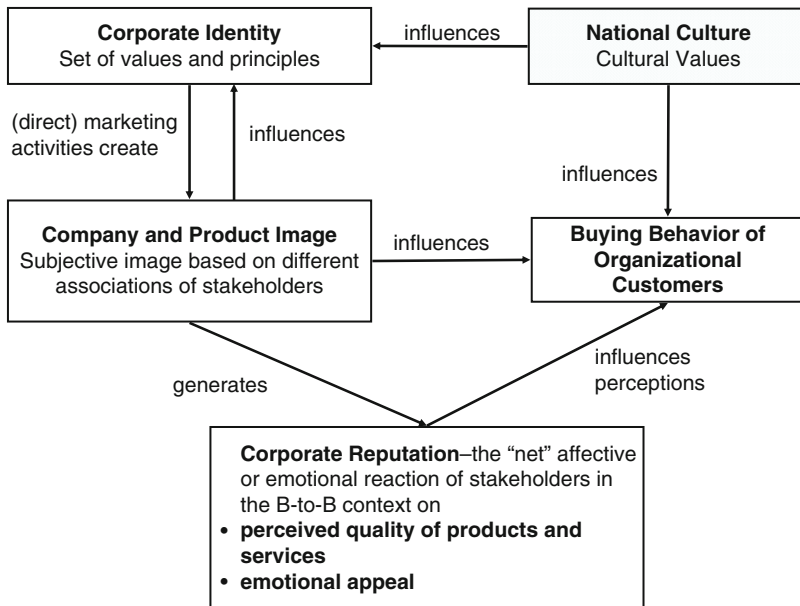 Corporate Identity
Set of values and principles
influences
National Culture
Cultural Values
(direct) marketing
activities create
influences
influences
Company and Product Image
Subjective image based on different
associations of stakeholders
influences
Buying Behavior of
Organizational
Customers
generates
influences
perceptions
Corporate Reputation–the “net” affective
or emotional reaction of stakeholders in
the B-to-B context on
• perceived quality of products and
services
• emotional appeal